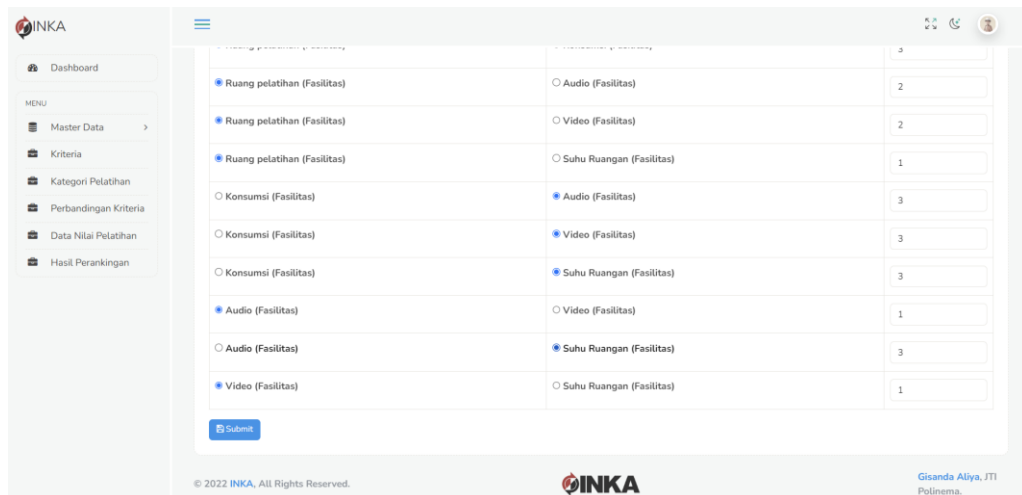 INKA
Dashboard
MENU
Master Data
Kriteria
Kategori Pelatihan
Perbandingan Kriteria
Data Nilai Pelatihan
Hasil Perankingan
Ruang pelatihan (Fasilitas) Audio (Fasilitas) 2
Ruang pelatihan (Fasilitas) Video (Fasilitas) 2
Ruang pelatihan (Fasilitas) Suhu Ruangan (Fasilitas) 1
Konsumsi (Fasilitas) Audio (Fasilitas) 3
Konsumsi (Fasilitas) Video (Fasilitas) 3
Konsumsi (Fasilitas) Suhu Ruangan (Fasilitas) 3
Audio (Fasilitas) Video (Fasilitas) 1
Audio (Fasilitas) Suhu Ruangan (Fasilitas) 3
Video (Fasilitas) Suhu Ruangan (Fasilitas) 1
Submit
© 2022 INKA, All Rights Reserved.
INKA
Gisanda Aliya, JTI
Polinema.